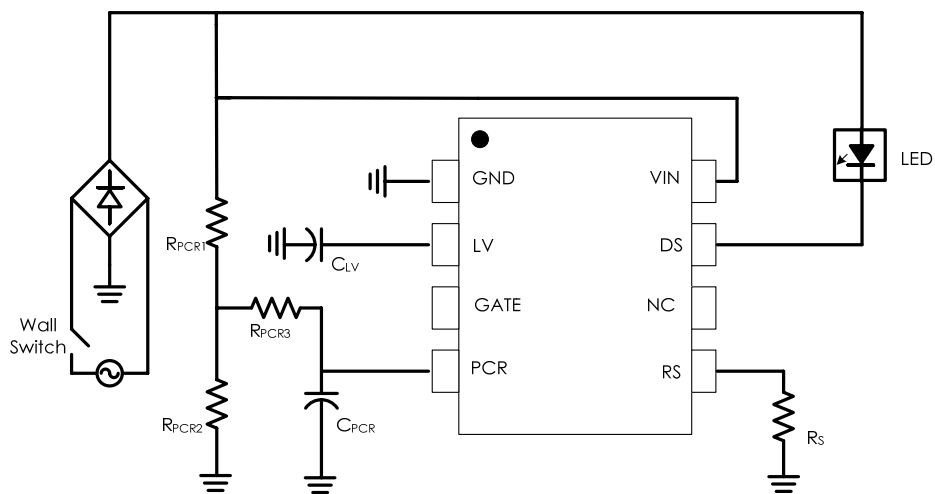 GND
VIN
LED
RPCR1
LV
DS
CLV
GATE
NC
Wall
Switch
RPCR3
PCR
RS
RPCR2
CPCR
RS